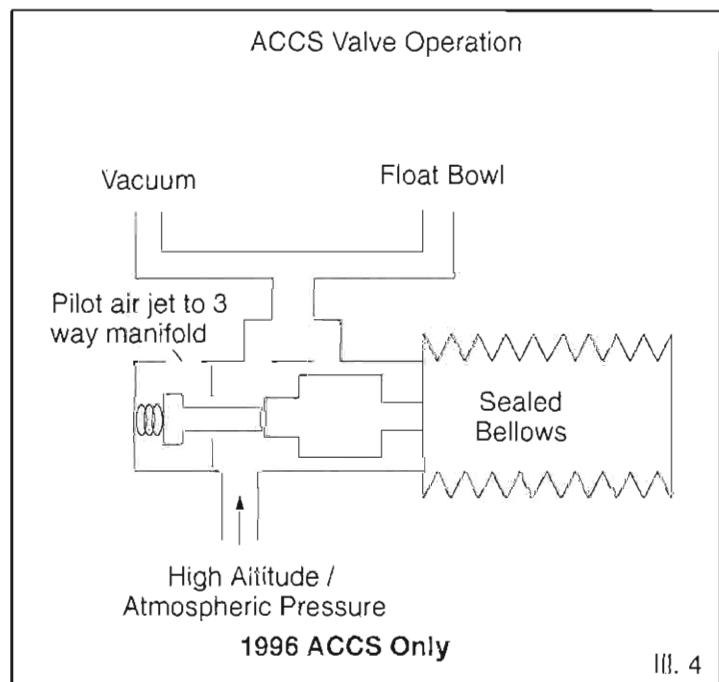 ACCS Valve Operation
Vacuum
Float Bowl
Pilot air jet to 3
way manifold
Sealed
Bellows
High Altitude /
Atmospheric Pressure
1996 ACCS Only
Ill. 4